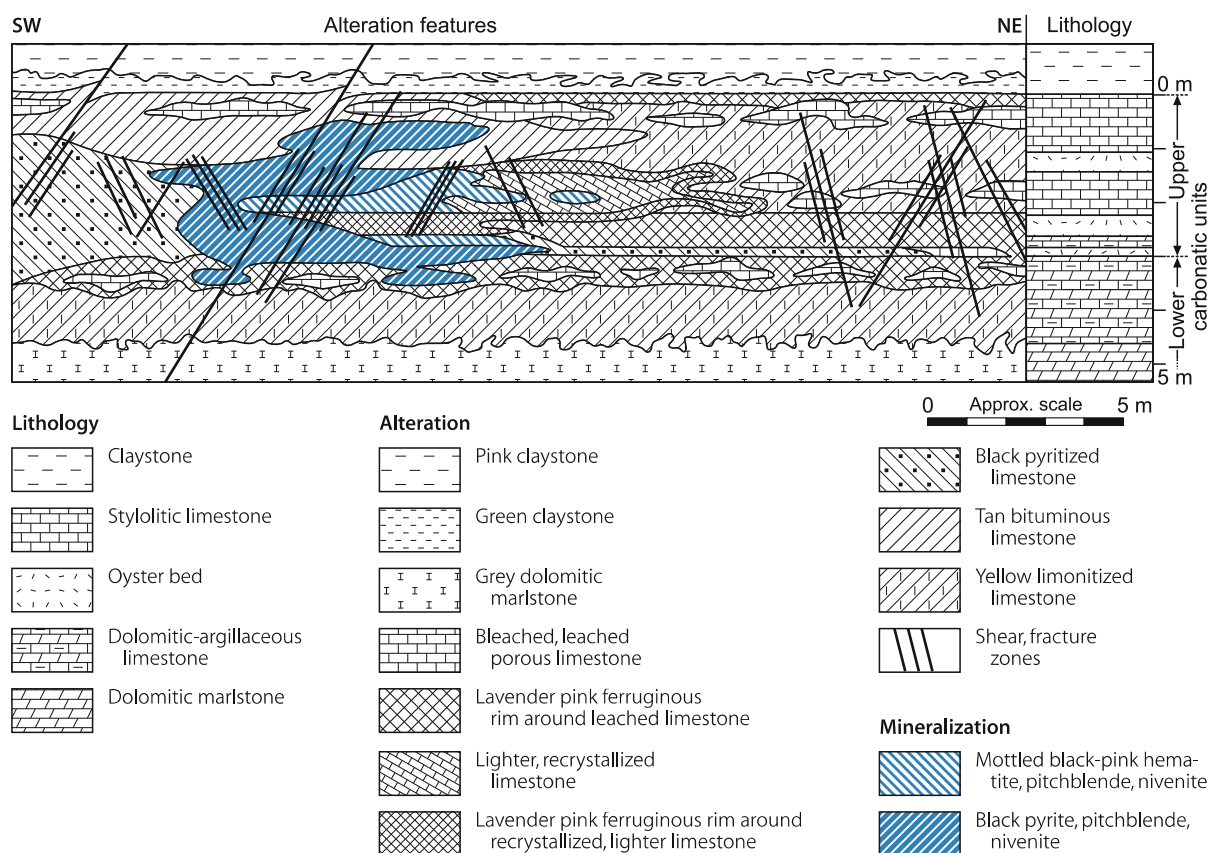 SW
Alteration features
NE
Lithology
0 m
Upper
Lower
carbonatic units
5 m
0 Approx. scale 5 m
Lithology
Claystone
Stylolitic limestone
Oyster bed
Dolomitic-argillaceous
limestone
Dolomitic marlstone
Alteration
Pink claystone
Green claystone
Grey dolomitic
marlstone
Bleached, leached
porous limestone
Lavender pink ferruginous
rim around leached limestone
Lighter, recrystallized
limestone
Lavender pink ferruginous rim around
recrystallized, lighter limestone
Black pyritized
limestone
Tan bituminous
limestone
Yellow limonitized
limestone
Shear, fracture
zones
Mineralization
Mottled black-pink hema-
tite, pitchblende, nivenite
Black pyrite, pitchblende,
nivenite